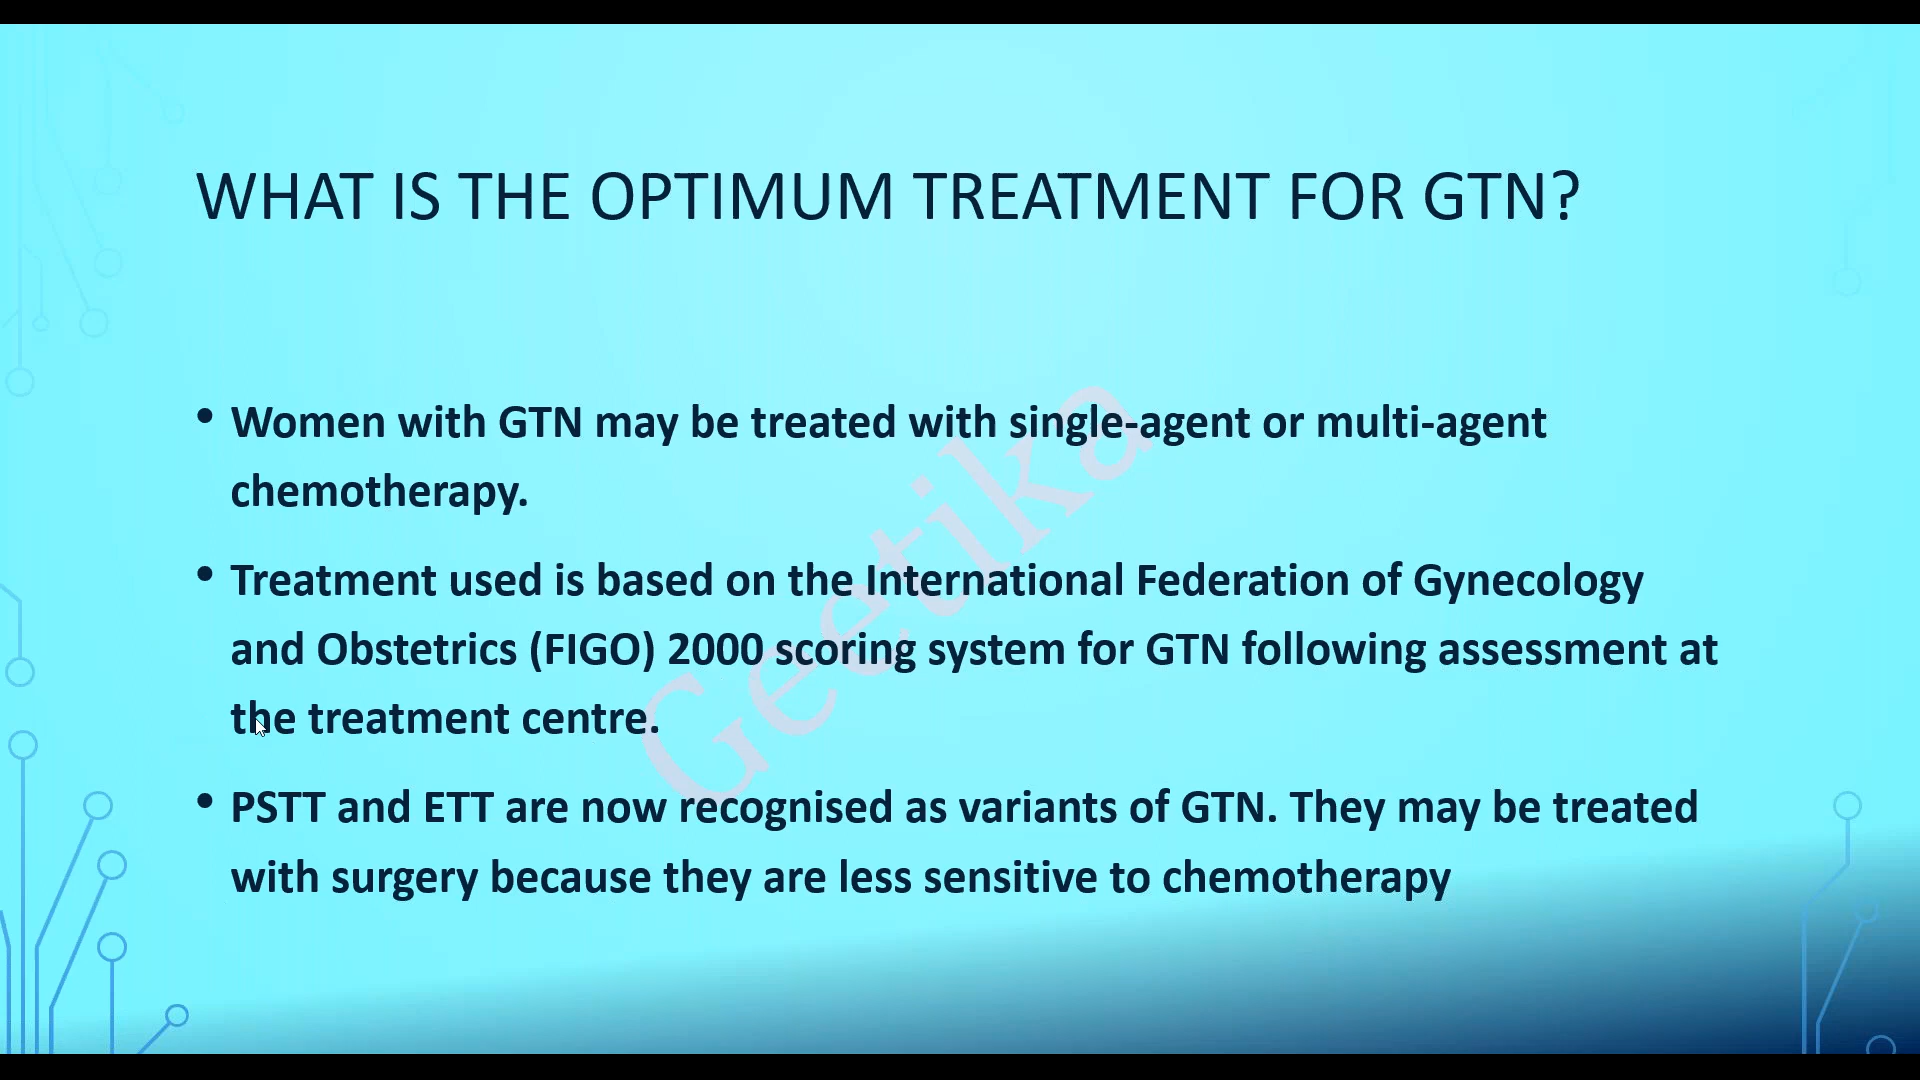 WHAT IS THE OPTIMUM TREATMENT FOR GTN?
• Women with GTN may be treated with single-agent or multi-agent
chemotherapy.
• Treatment used is based on the International Federation of Gynecology
and Obstetrics (FIGO) 2000 scoring system for GTN following assessment at
the treatment centre.
• PSTT and ETT are now recognised as variants of GTN. They may be treated
with surgery because they are less sensitive to chemotherapy
Geetika